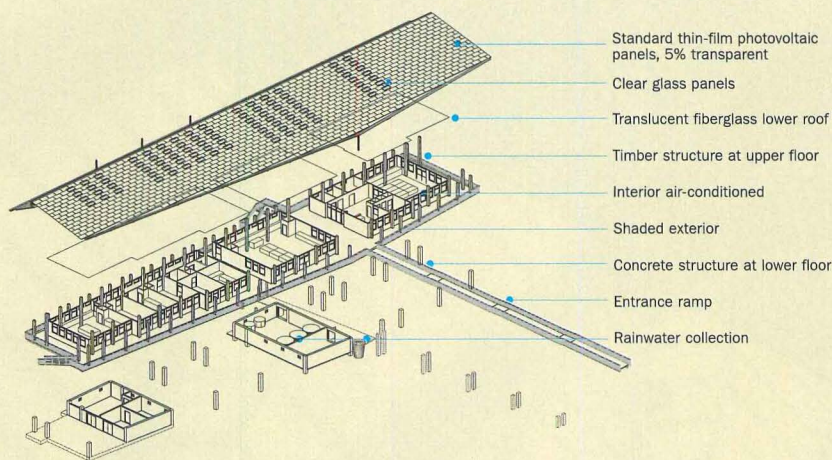 Standard thin-film photovoltaic
panels, 5% transparent
Clear glass panels
Translucent fiberglass lower roof
Timber structure at upper floor
Interior air-conditioned
Shaded exterior
Concrete structure at lower floor
Entrance ramp
Rainwater collection